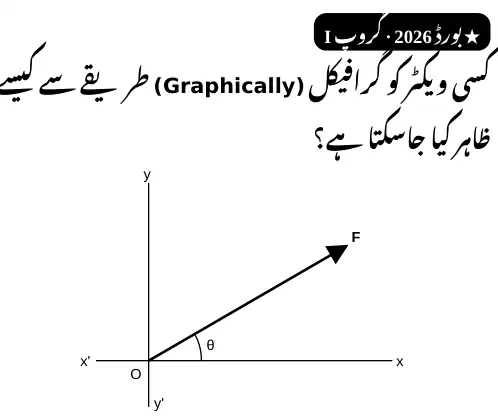 ★بورڈ 2026 · گروپ I
کسی ویکٹر کو گرافیکل (Graphically) طریقے سے کیسے
ظاہر کیا جاسکتا ہے؟
y
F
θ
x'
x
O
y'